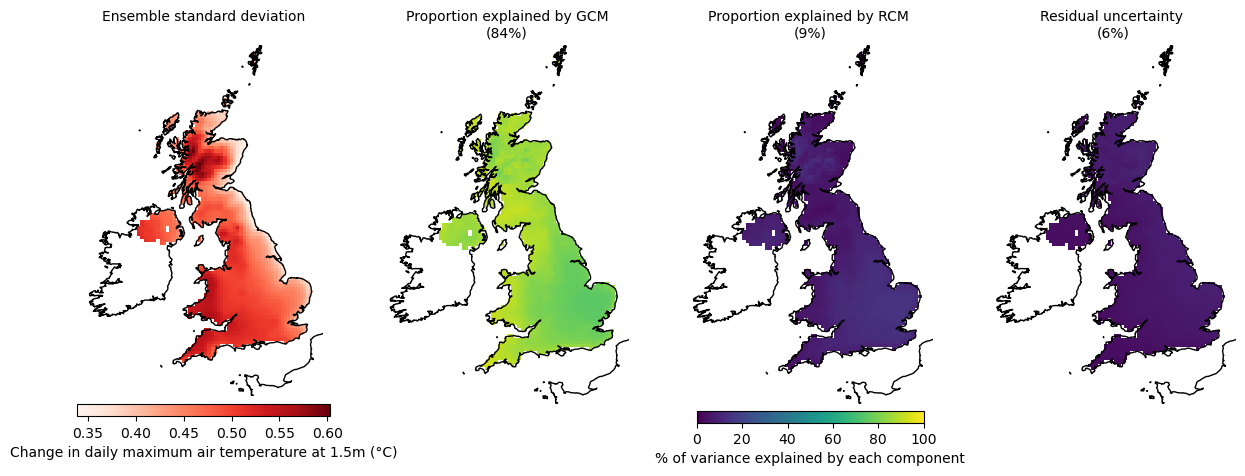 Ensemble standard deviation
Proportion explained by GCM
(84%)
Proportion explained by RCM
(9%)
Residual uncertainty
(6%)
0.35 0.40 0.45 0.50 0.55 0.60
Change in daily maximum air temperature at 1.5m (°C)
0 20 40 60 80 100
% of variance explained by each component